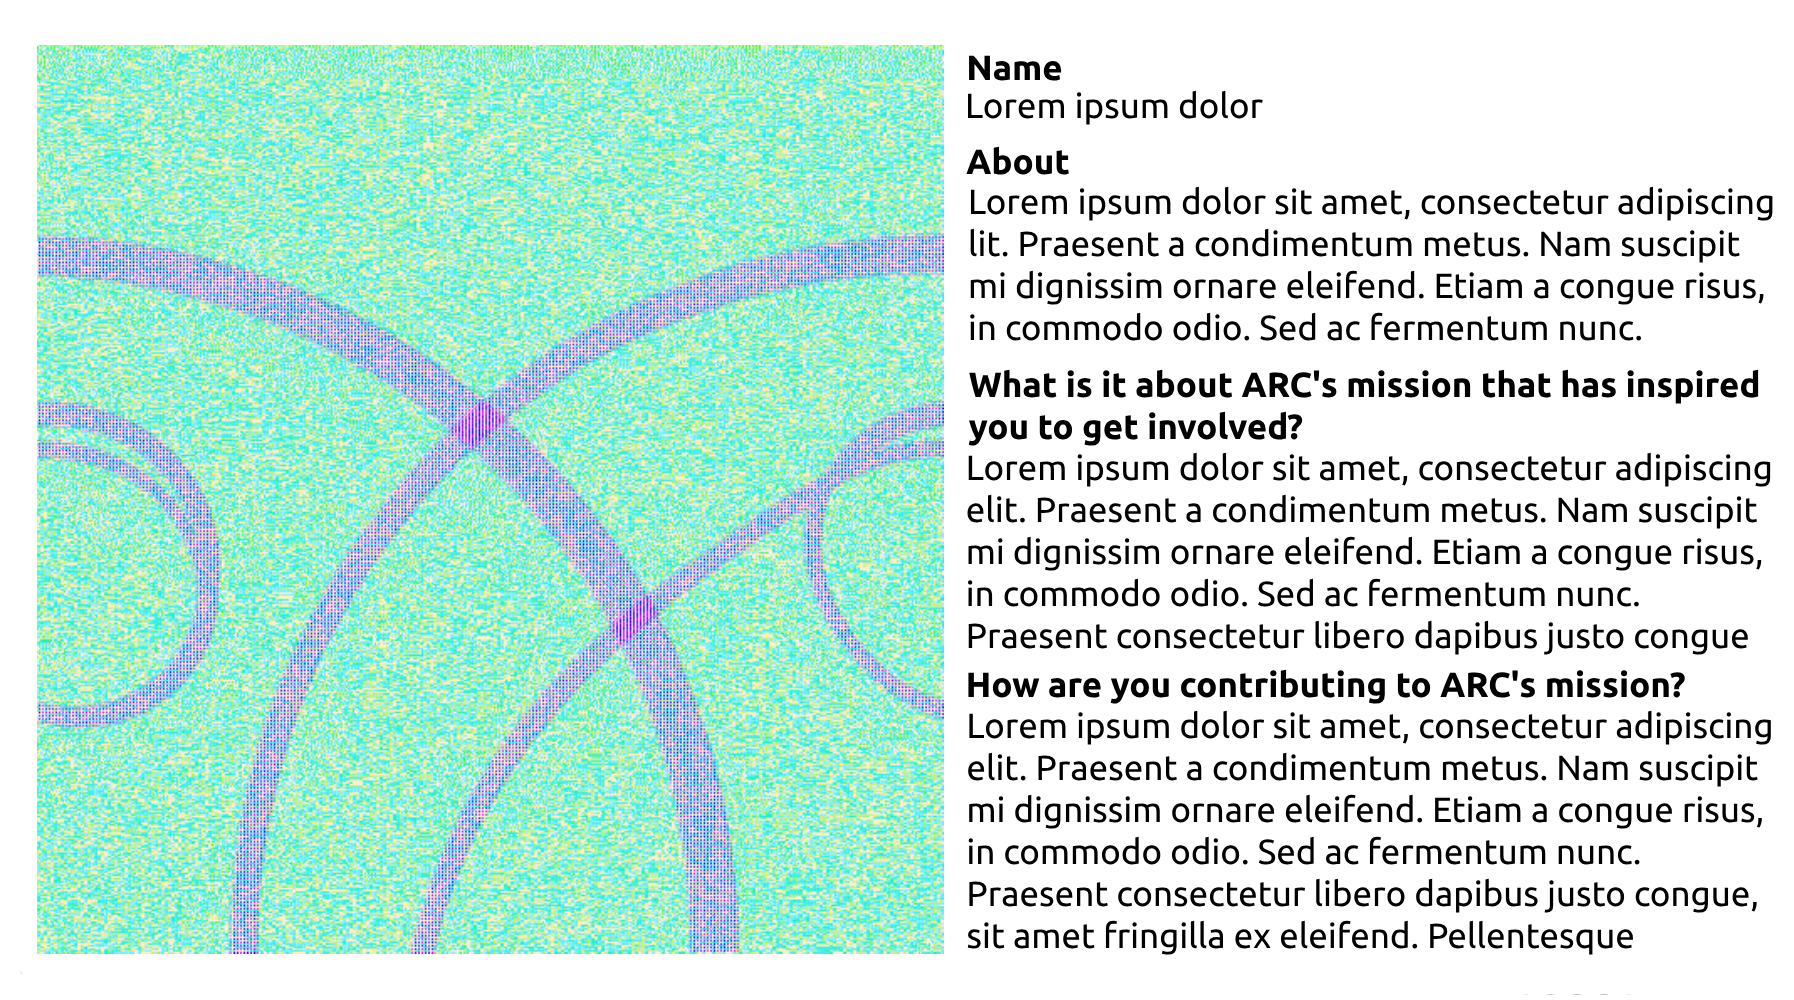 Name
Lorem ipsum dolor
About
Lorem ipsum dolor sit amet, consectetur adipiscing
lit. Praesent a condimentum metus. Nam suscipit
mi dignissim ornare eleifend. Etiam a congue risus,
in commodo odio. Sed ac fermentum nunc.
What is it about ARC's mission that has inspired
you to get involved?
Lorem ipsum dolor sit amet, consectetur adipiscing
elit. Praesent a condimentum metus. Nam suscipit
mi dignissim ornare eleifend. Etiam a congue risus,
in commodo odio. Sed ac fermentum nunc.
Praesent consectetur libero dapibus justo congue
How are you contributing to ARC's mission?
Lorem ipsum dolor sit amet, consectetur adipiscing
elit. Praesent a condimentum metus. Nam suscipit
mi dignissim ornare eleifend. Etiam a congue risus,
in commodo odio. Sed ac fermentum nunc.
Praesent consectetur libero dapibus justo congue,
sit amet fringilla ex eleifend. Pellentesque